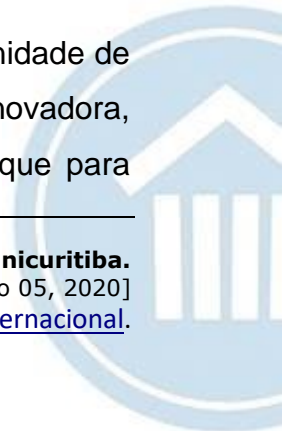 nidade de
novadora,
que para
nicuritiba.
o 05, 2020]
ernacional.